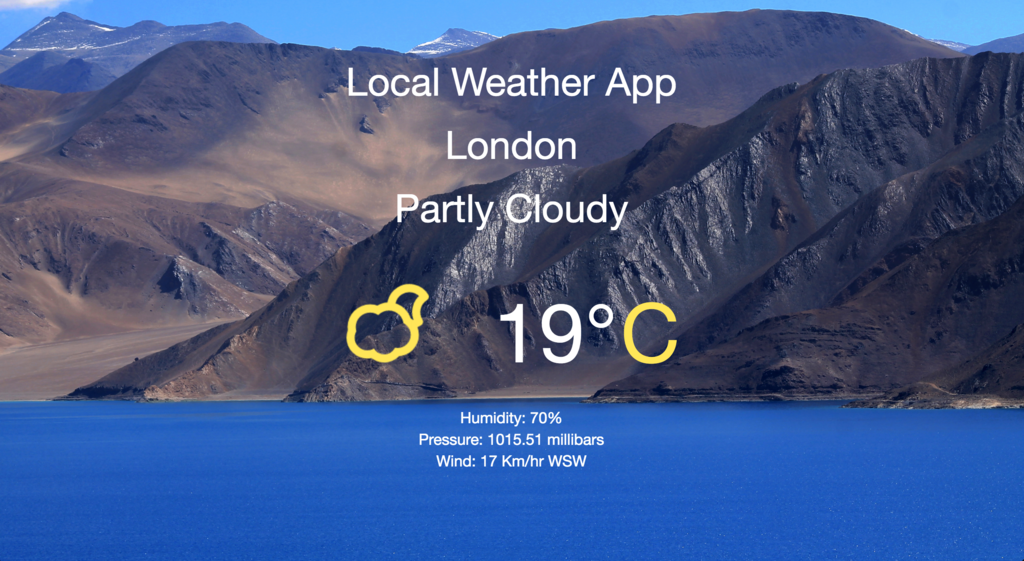 Local Weather App
London
Partly Cloudy
19°C
Humidity: 70%
Pressure: 1015.51 millibars
Wind: 17 Km/hr WSW